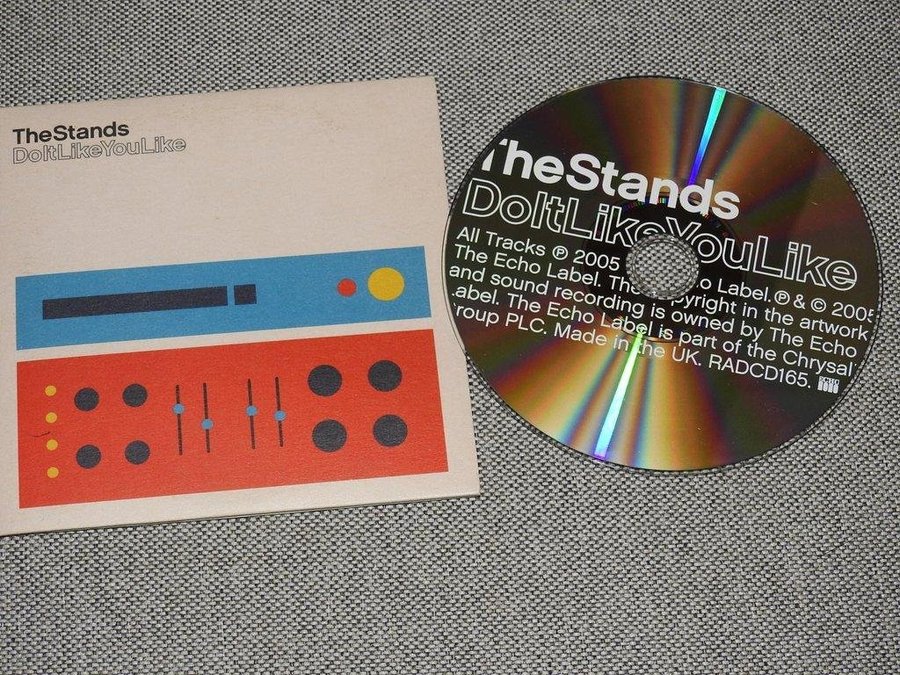 TheStands
DoItLikeYouLike
TheStands
DoItLikeYouLike
All Tracks ℗ 2005 Label. ℗ & © 2005
The Echo Label. The copyright in the artwork
and sound recording is owned by The Echo
Label. The Echo Label is part of the Chrysal
roup PLC. Made in the UK. RADCD165.